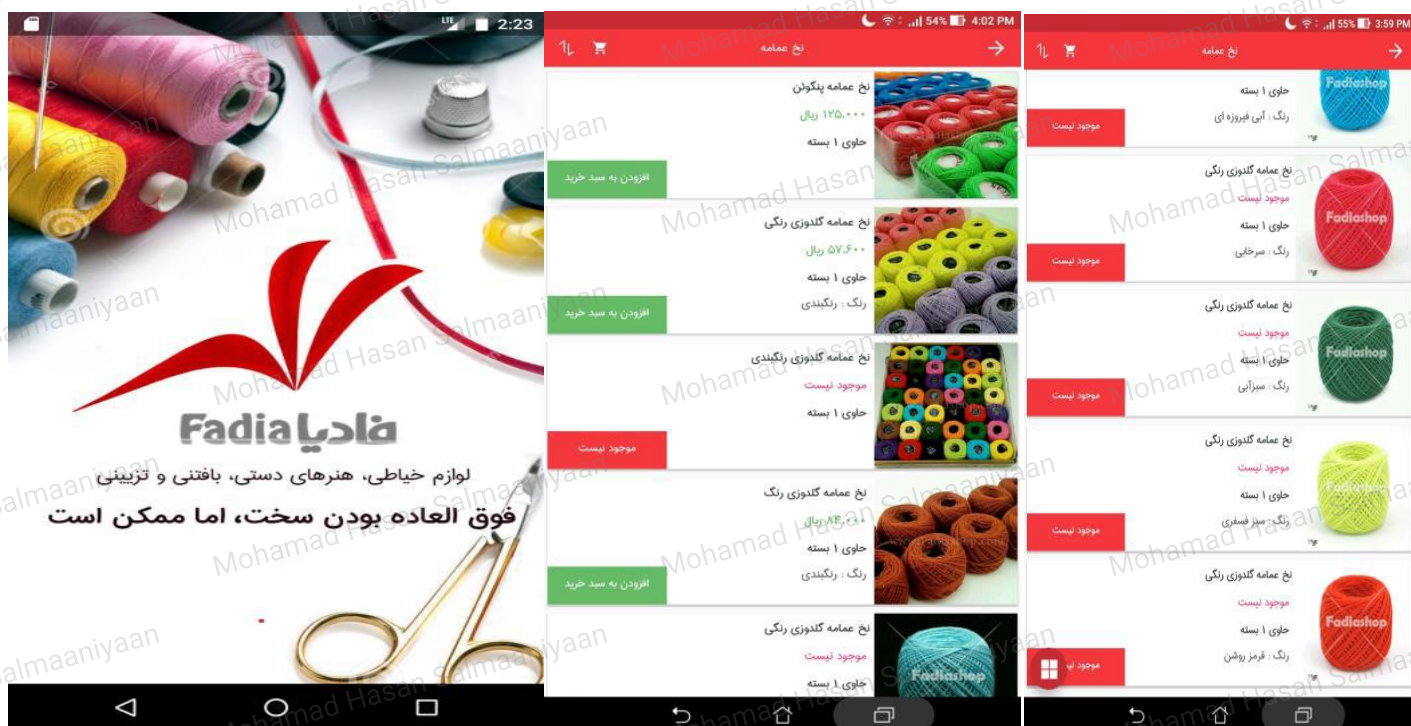 LTE 2:23
Fadia فادیا
لوازم خیاطی، هنرهای دستی، بافتنی و تزیینی
فوق العاده بودن سخت، اما ممکن است
54% 4:02 PM
نخ عمامه
نخ عمامه پنگوئن
۱۲۵,۰۰۰ ریال
حاوی ۱ بسته
افزودن به سبد خرید
نخ عمامه گلدوزی رنگی
۵۷,۶۰۰ ریال
حاوی ۱ بسته
رنگ : رنگبندی
افزودن به سبد خرید
نخ عمامه گلدوزی رنگبندی
موجود نیست
حاوی ۱ بسته
موجود نیست
نخ عمامه گلدوزی رنگ
۸۴,۰۰۰ ریال
حاوی ۱ بسته
رنگ : رنگبندی
افزودن به سبد خرید
نخ عمامه گلدوزی رنگی
موجود نیست
حاوی ۱ بسته
Fadiashop
55% 3:59 PM
نخ عمامه
Fadiashop
حاوی ۱ بسته
رنگ : آبی فیروزه ای
موجود نیست
نخ عمامه گلدوزی رنگی
موجود نیست
حاوی ۱ بسته
رنگ : سرخابی
موجود نیست
Fadiashop
نخ عمامه گلدوزی رنگی
موجود نیست
حاوی ۱ بسته
رنگ : سبزآبی
موجود نیست
Fadiashop
نخ عمامه گلدوزی رنگی
موجود نیست
حاوی ۱ بسته
رنگ : سبز فسفری
موجود نیست
Fadiashop
نخ عمامه گلدوزی رنگی
موجود نیست
حاوی ۱ بسته
رنگ : قرمز روشن
موجود
Fadiashop
Mohamad Hasan Salmaaniyaan